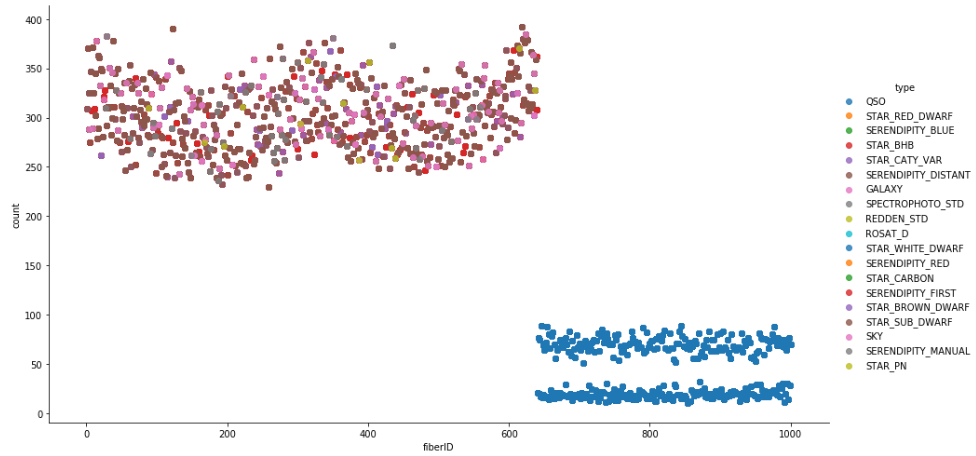 400
350
300
250
200
150
100
50
0
count
0 200 400 600 800 1000
fiberID
type
QSO
STAR_RED_DWARF
SERENDIPITY_BLUE
STAR_BHB
STAR_CATY_VAR
SERENDIPITY_DISTANT
GALAXY
SPECTROPHOTO_STD
REDDEN_STD
ROSAT_D
STAR_WHITE_DWARF
SERENDIPITY_RED
STAR_CARBON
SERENDIPITY_FIRST
STAR_BROWN_DWARF
STAR_SUB_DWARF
SKY
SERENDIPITY_MANUAL
STAR_PN